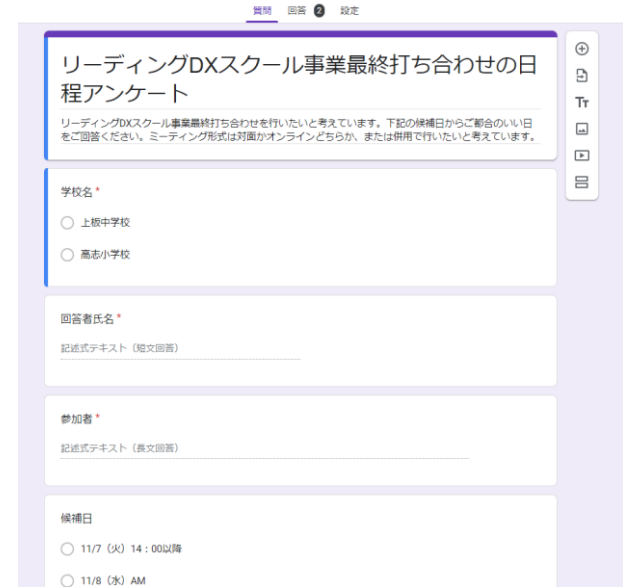 質問 回答 2 設定
リーディングDXスクール事業最終打ち合わせの日
程アンケート
リーディングDXスクール事業最終打ち合わせを行いたいと考えています。下記の候補日からご都合のいい日
をご回答ください。ミーティング形式は対面かオンラインどちらか、または併用で行いたいと考えています。
学校名 *
上板中学校
高志小学校
回答者氏名 *
記述式テキスト（短文回答）
参加者 *
記述式テキスト（長文回答）
候補日
11/7（火）14：00以降
11/8（水）AM
Tт